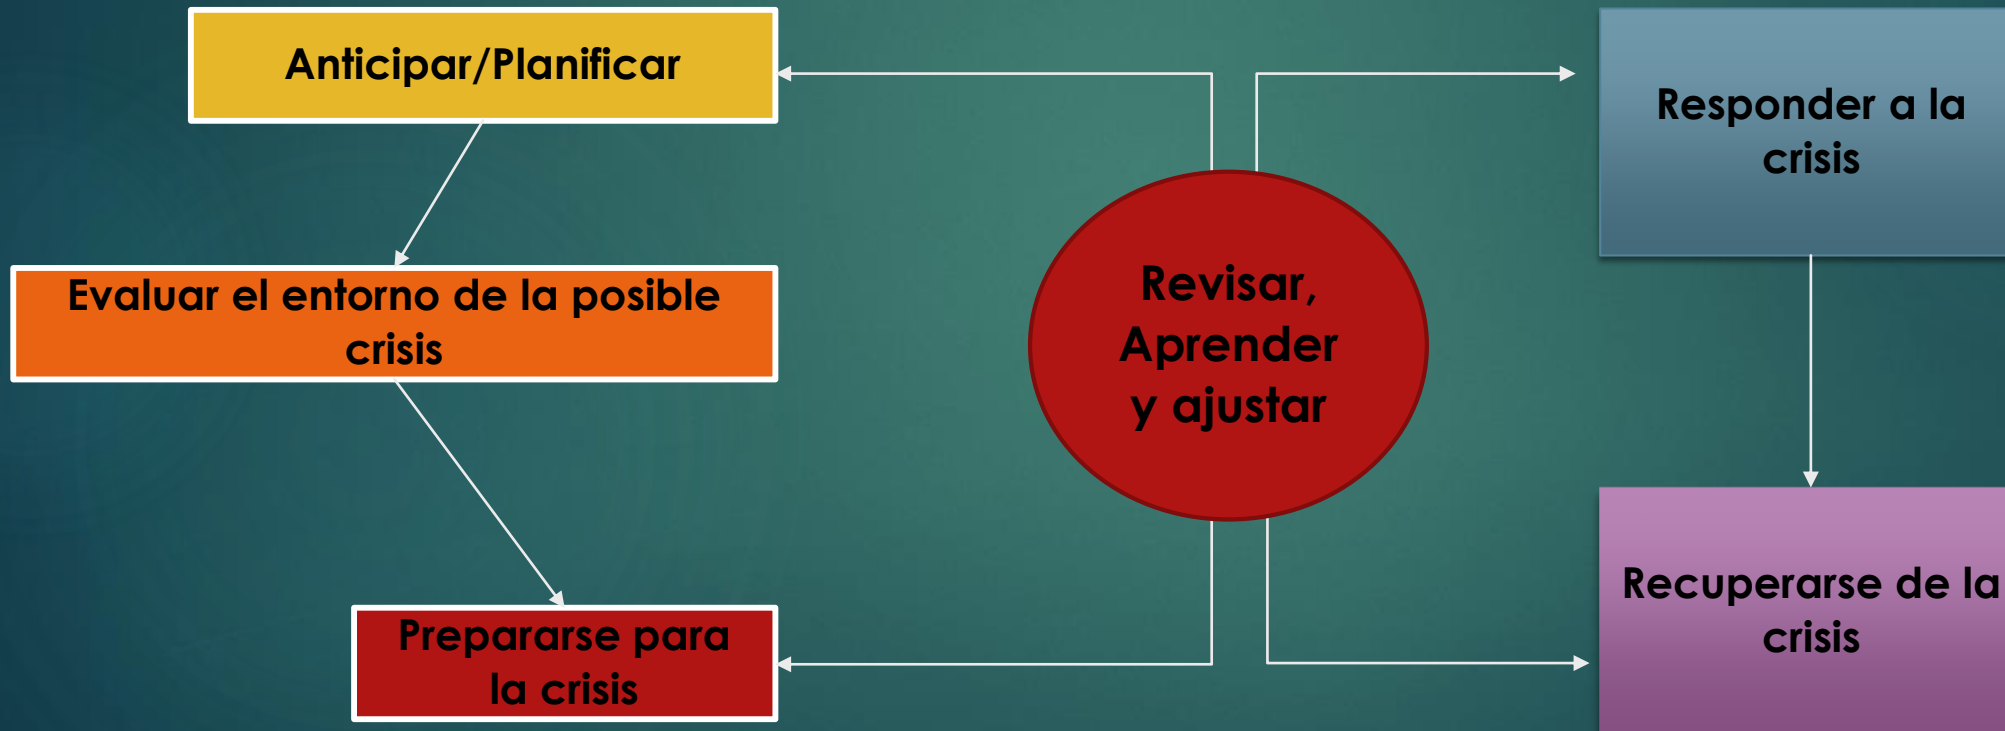 Anticipar/Planificar
Evaluar el entorno de la posible
crisis
Prepararse para
la crisis
Revisar,
Aprender
y ajustar
Responder a la
crisis
Recuperarse de la
crisis